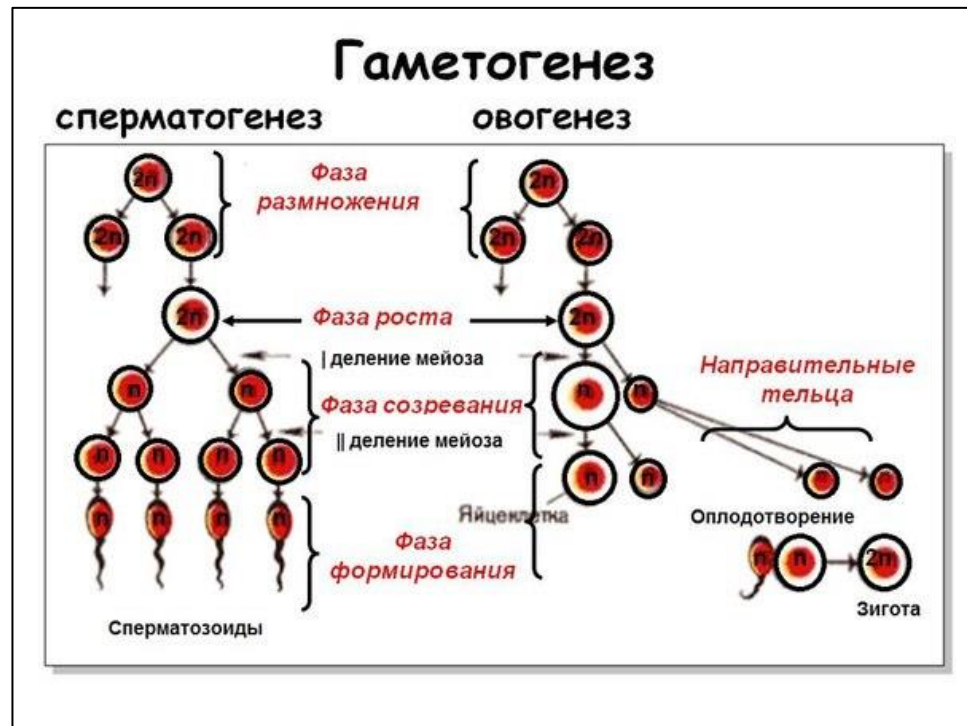 Гаметогенез
сперматогенез
овогенез
2n
2n
2n
2n
2n
2n
Фаза
размножения
2n
2n
Фаза роста
| деление мейоза
n
n
n
n
Фаза созревания
Направительные
тельца
|| деление мейоза
n
n
n
n
n
n
n
n
Яйцеклетка
n
n
n
n
Фаза
формирования
Оплодотворение
n
n
2n
Зигота
Сперматозоиды